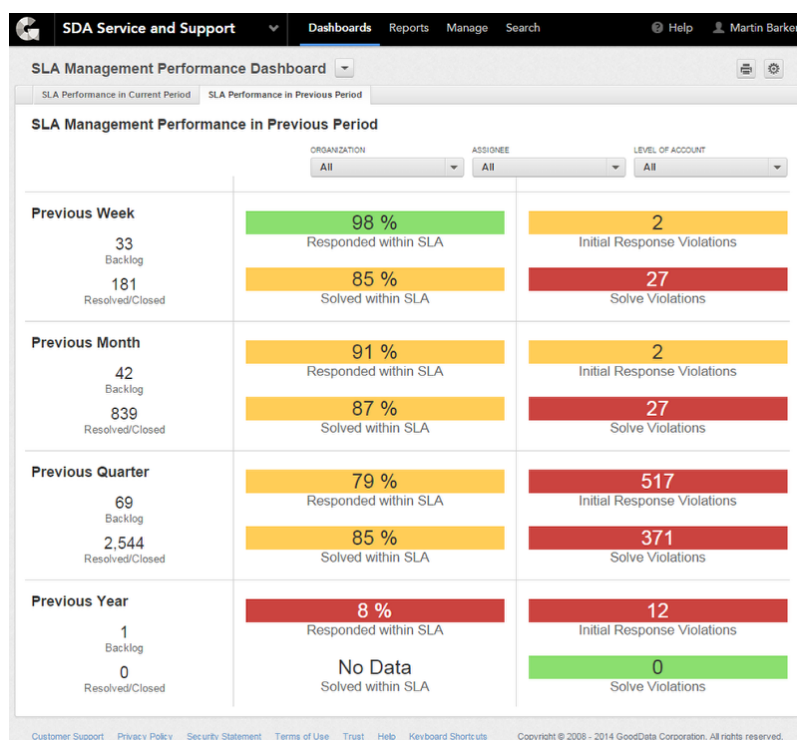 SDA Service and Support Dashboards Reports Manage Search Help Martin Barker
SLA Management Performance Dashboard
SLA Performance in Current Period SLA Performance in Previous Period
SLA Management Performance in Previous Period
ORGANIZATION ASSIGNEE LEVEL OF ACCOUNT
All All All
Previous Week
33
Backlog
181
Resolved/Closed
98 %
Responded within SLA
85 %
Solved within SLA
2
Initial Response Violations
27
Solve Violations
Previous Month
42
Backlog
839
Resolved/Closed
91 %
Responded within SLA
87 %
Solved within SLA
2
Initial Response Violations
27
Solve Violations
Previous Quarter
69
Backlog
2,544
Resolved/Closed
79 %
Responded within SLA
85 %
Solved within SLA
517
Initial Response Violations
371
Solve Violations
Previous Year
1
Backlog
0
Resolved/Closed
8 %
Responded within SLA
No Data
Solved within SLA
12
Initial Response Violations
0
Solve Violations
Customer Support Privacy Policy Security Statement Terms of Use Trust Help Keyboard Shortcuts Copyright © 2008 - 2014 GoodData Corporation. All rights reserved.